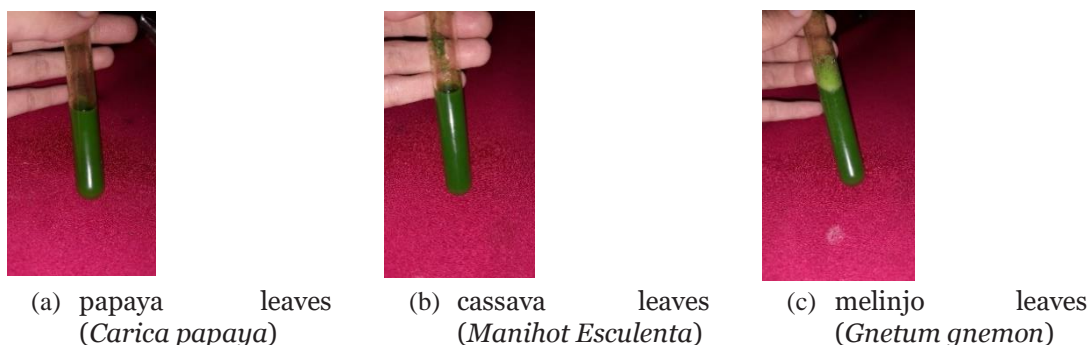 (a) papaya leaves
(Carica papaya)
(b) cassava leaves
(Manihot Esculenta)
(c) melinjo leaves
(Gnetum gnemon)